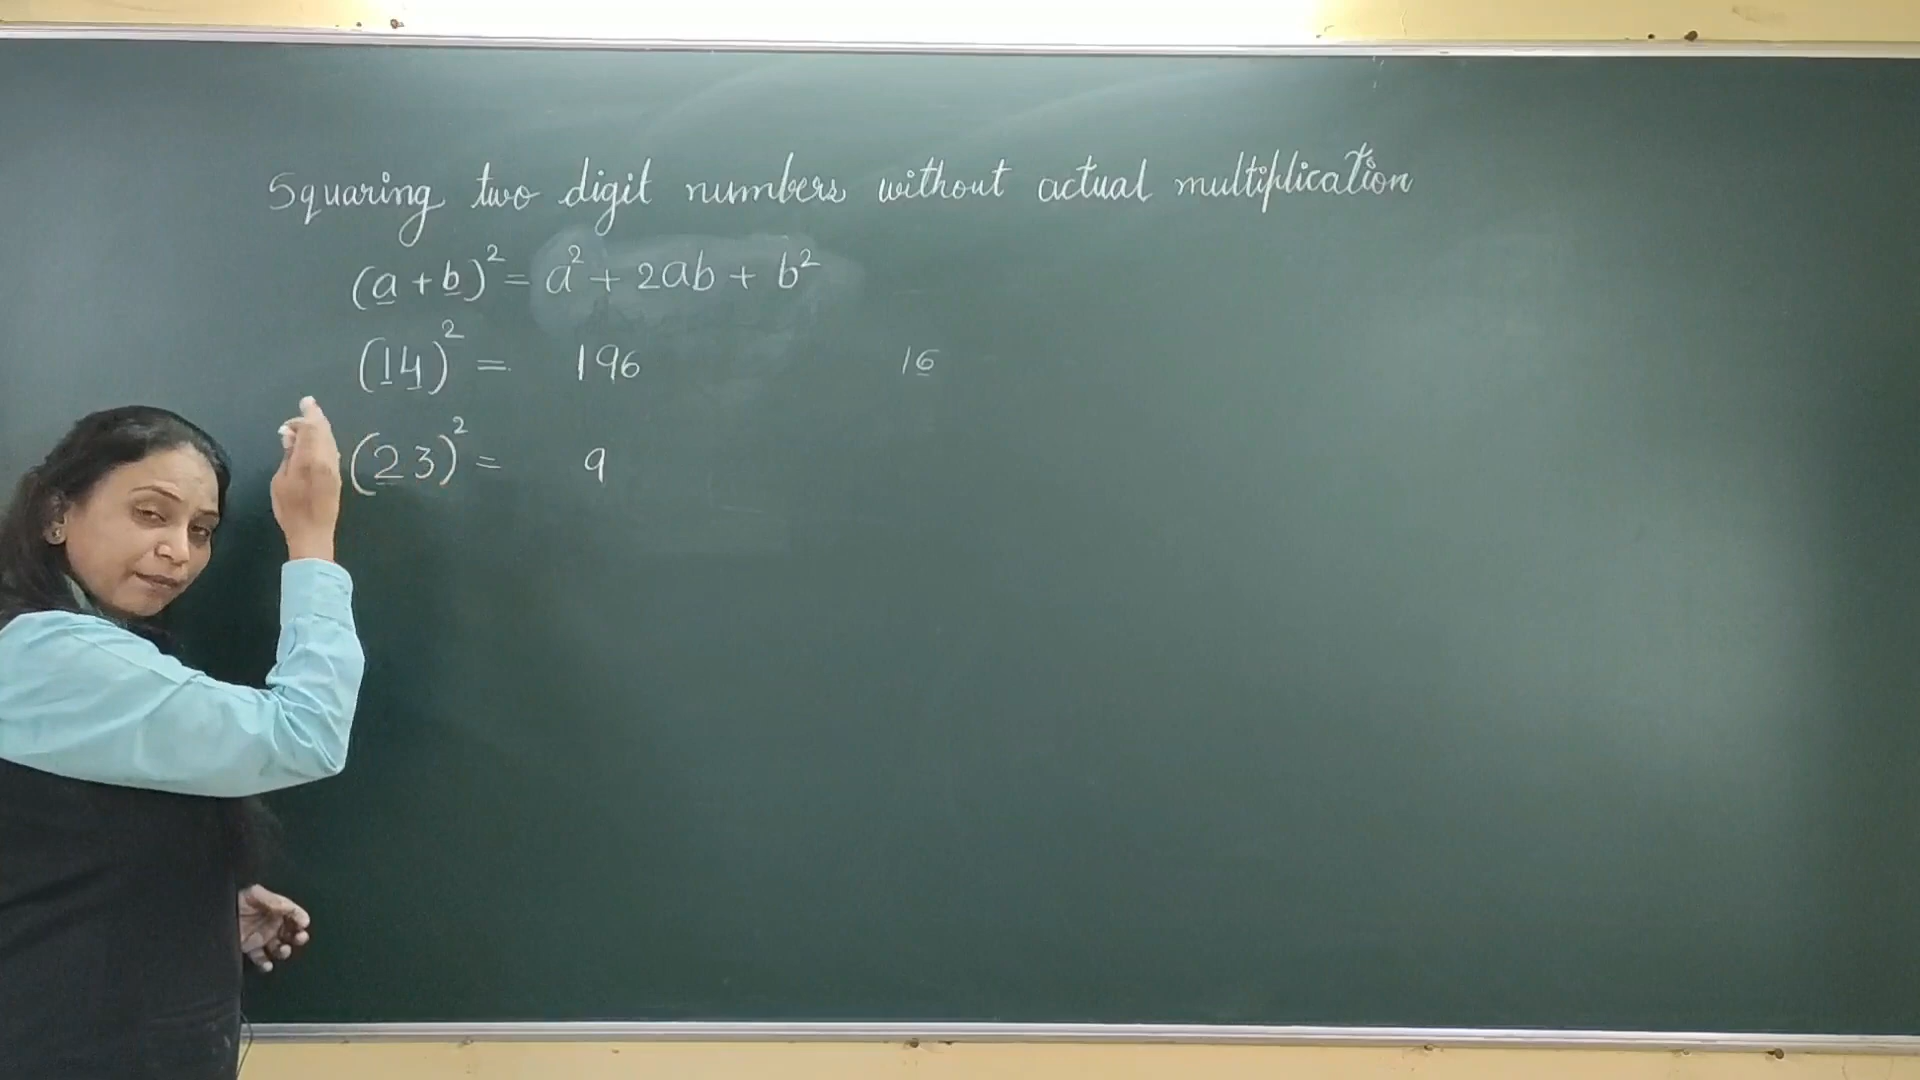 Squaring two digit numbers without actual multiplication
(a + b)² = a² + 2ab + b²
(14)² = 196 16
(23)² = 9